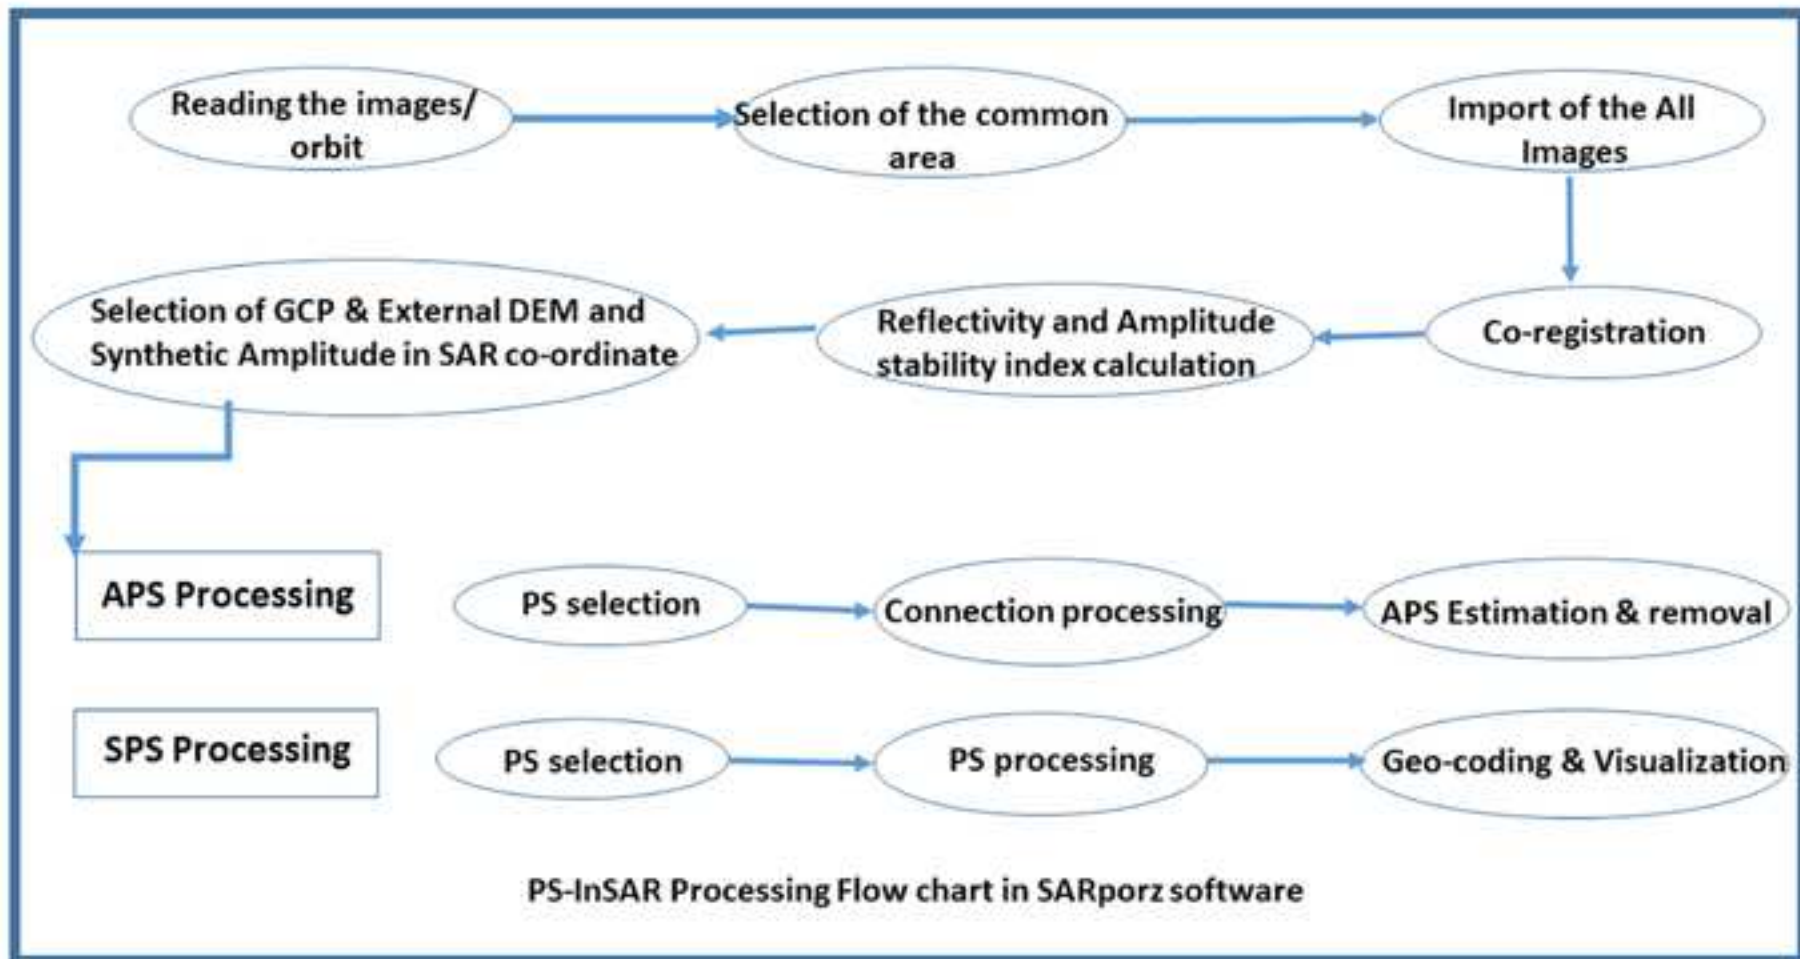 Reading the images/
orbit
Selection of the common
area
Import of the All
Images
Co-registration
Reflectivity and Amplitude
stability index calculation
Selection of GCP & External DEM and
Synthetic Amplitude in SAR co-ordinate
APS Processing
PS selection
Connection processing
APS Estimation & removal
SPS Processing
PS selection
PS processing
Geo-coding & Visualization
PS-InSAR Processing Flow chart in SARporz software